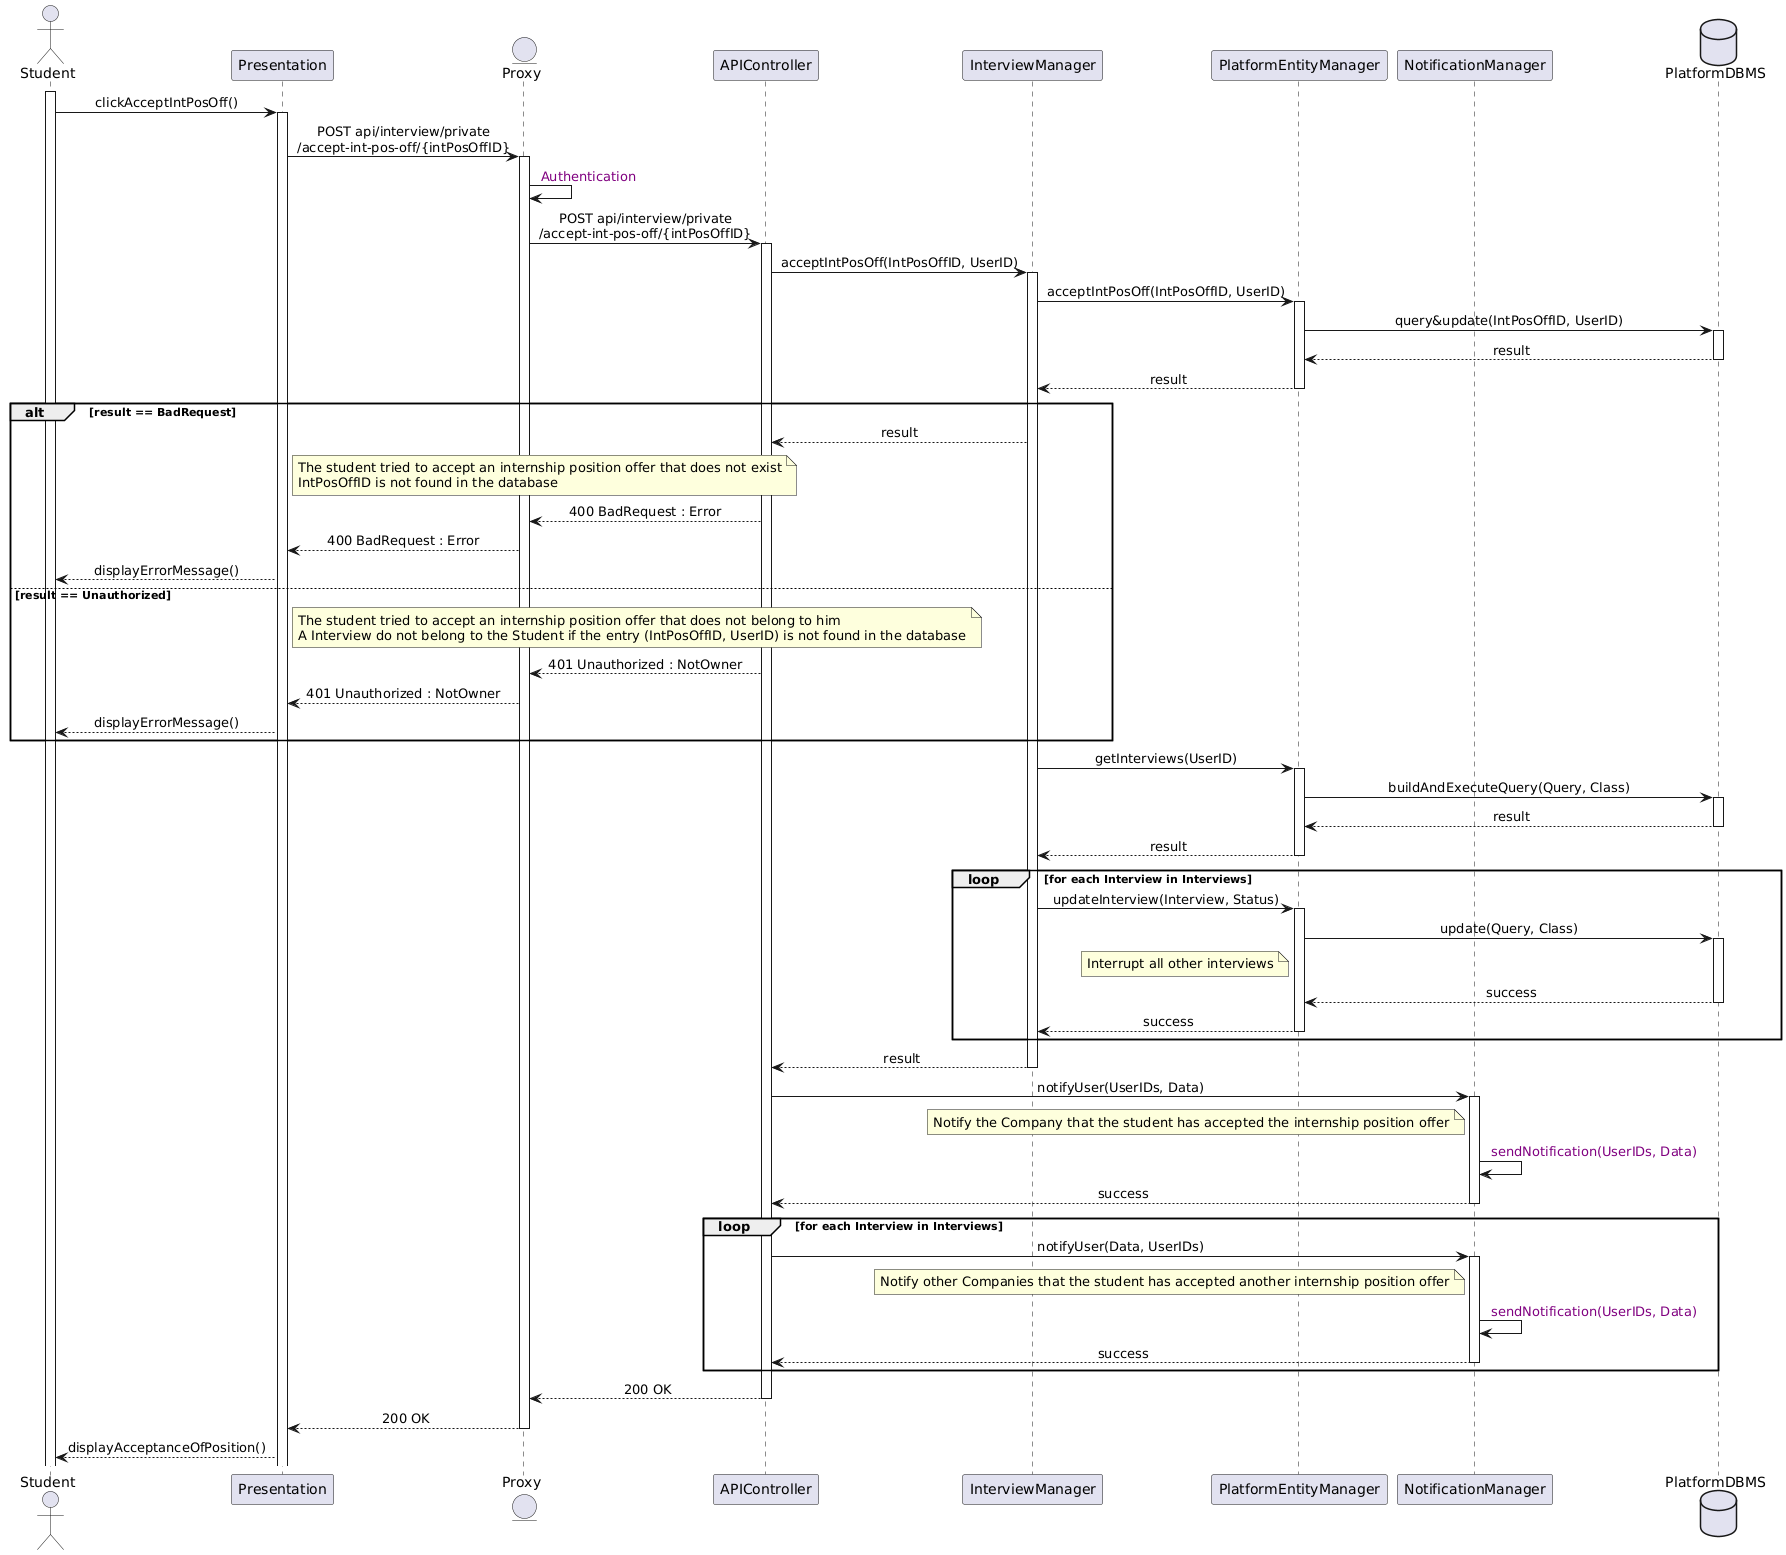 Student
Presentation
Proxy
APIController
InterviewManager
PlatformEntityManager
NotificationManager
PlatformDBMS
clickAcceptIntPosOff()
POST api/interview/private
/accept-int-pos-off/{intPosOffID}
Authentication
POST api/interview/private
/accept-int-pos-off/{intPosOffID}
acceptIntPosOff(IntPosOffID, UserID)
acceptIntPosOff(IntPosOffID, UserID)
query&update(IntPosOffID, UserID)
result
result
alt [result == BadRequest]
result
The student tried to accept an internship position offer that does not exist
IntPosOffID is not found in the database
400 BadRequest : Error
400 BadRequest : Error
displayErrorMessage()
[result == Unauthorized]
The student tried to accept an internship position offer that does not belong to him
A Interview do not belong to the Student if the entry (IntPosOffID, UserID) is not found in the database
401 Unauthorized : NotOwner
401 Unauthorized : NotOwner
displayErrorMessage()
getInterviews(UserID)
buildAndExecuteQuery(Query, Class)
result
result
loop [for each Interview in Interviews]
updateInterview(Interview, Status)
update(Query, Class)
Interrupt all other interviews
success
success
result
notifyUser(UserIDs, Data)
Notify the Company that the student has accepted the internship position offer
sendNotification(UserIDs, Data)
success
loop [for each Interview in Interviews]
notifyUser(Data, UserIDs)
Notify other Companies that the student has accepted another internship position offer
sendNotification(UserIDs, Data)
success
200 OK
200 OK
displayAcceptanceOfPosition()
Student
Presentation
Proxy
APIController
InterviewManager
PlatformEntityManager
NotificationManager
PlatformDBMS